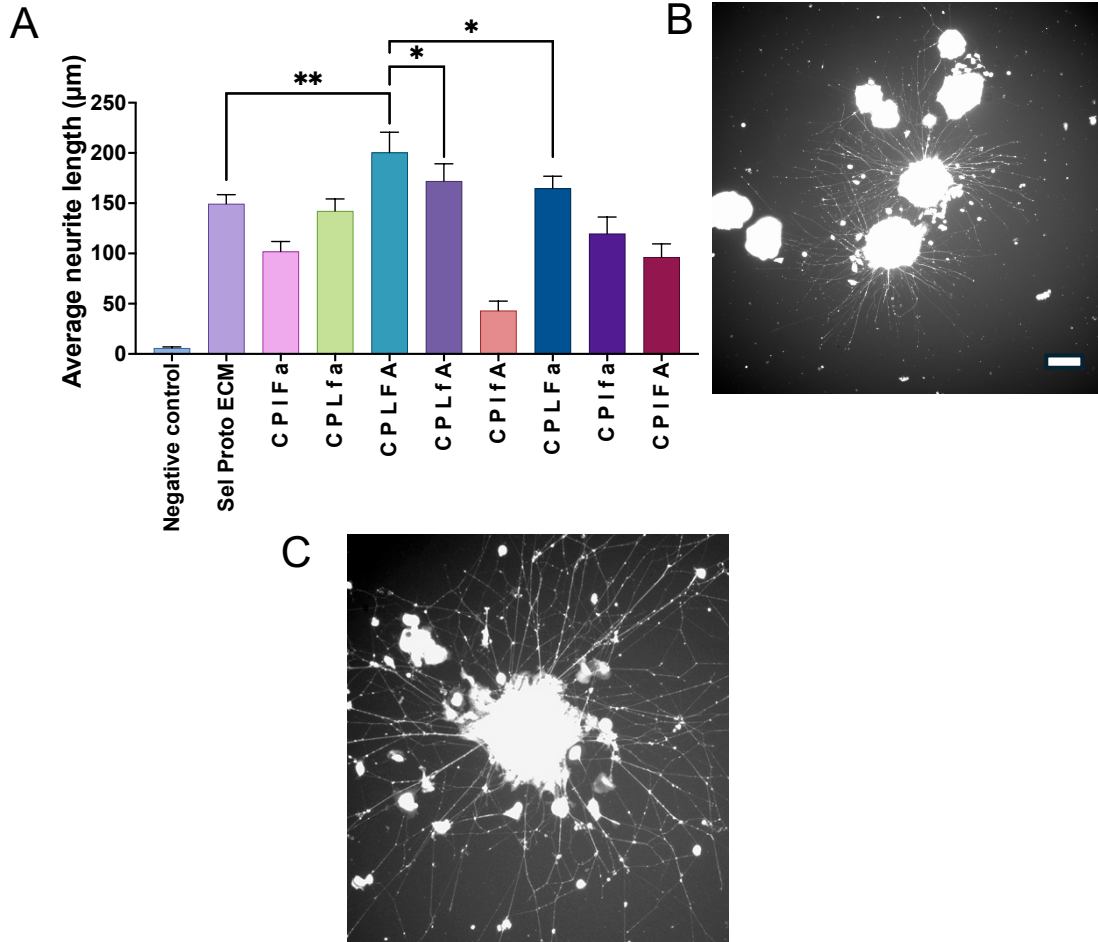 A
B
*
*
**
Average neurite length (µm)
250
200
150
100
50
0
Negative control
Sel Proto ECM
C P l F a
C P L f a
C P L F A
C P L f A
C P l f A
C P L F A
C P l f a
C P l F A
C